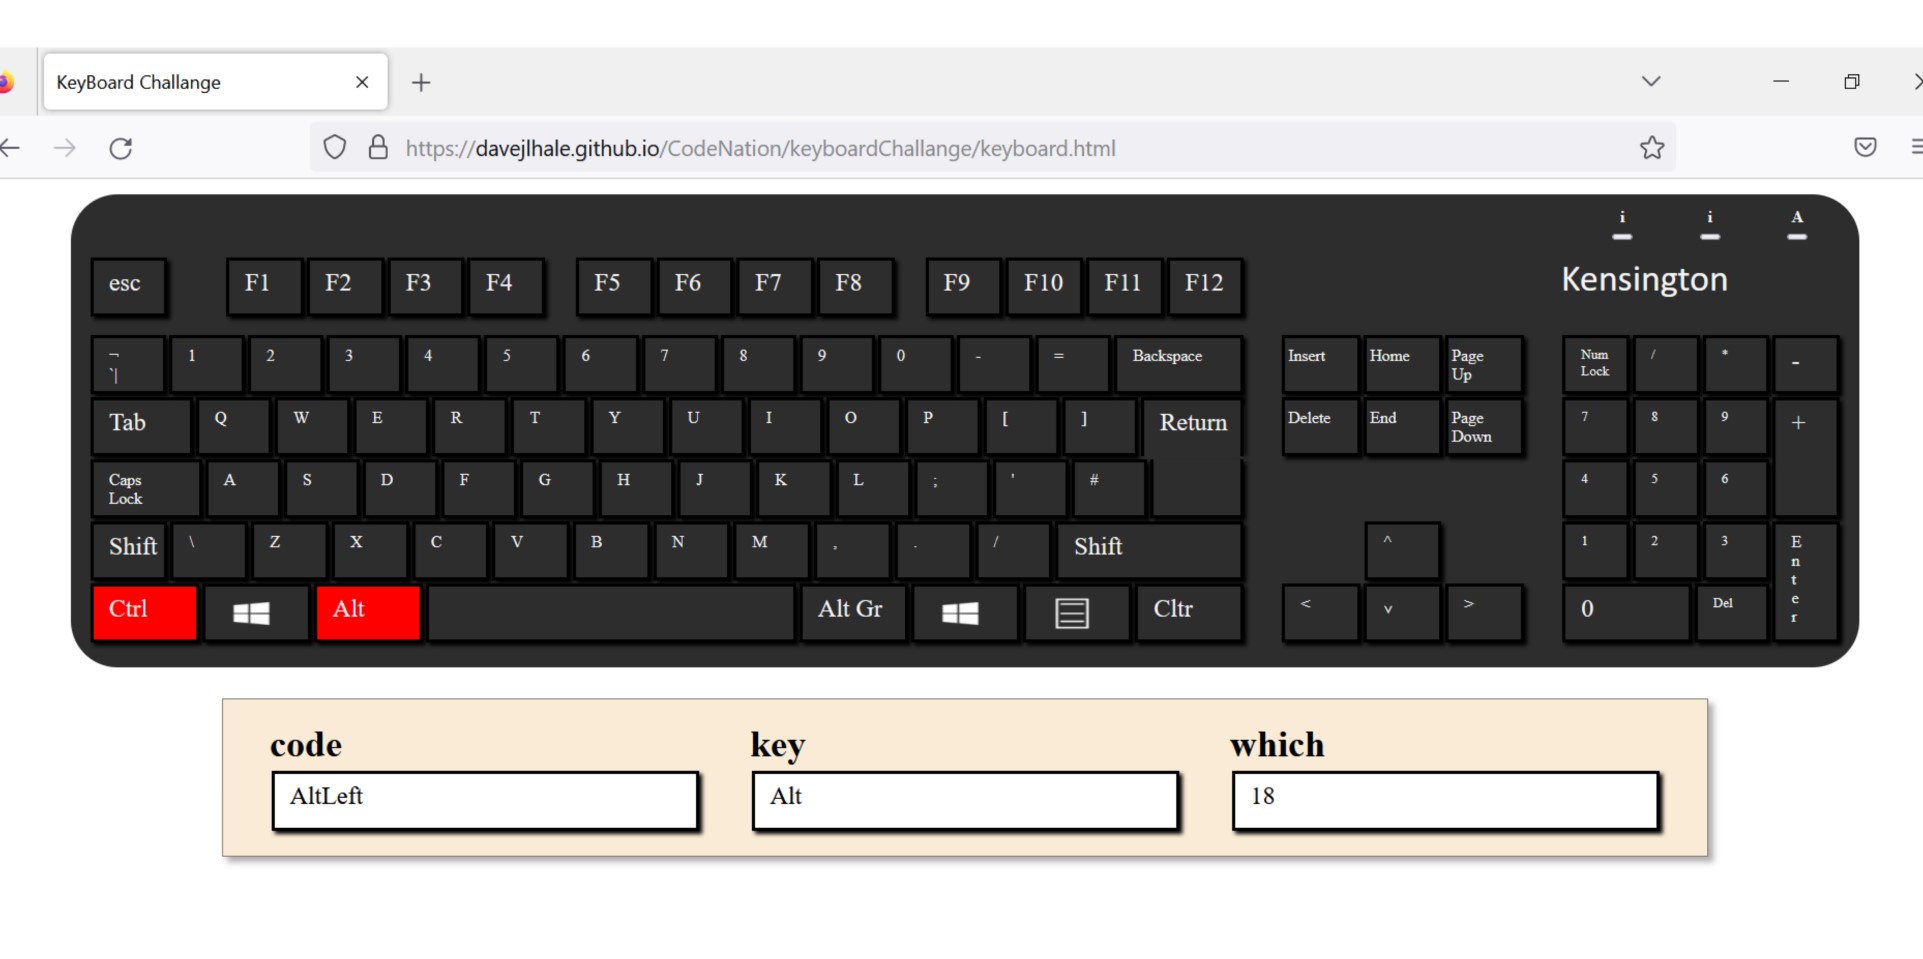 KeyBoard Challange
https://davejlhale.github.io/CodeNation/keyboardChallange/keyboard.html
i i A
esc F1 F2 F3 F4 F5 F6 F7 F8 F9 F10 F11 F12 Kensington
¬ 1 2 3 4 5 6 7 8 9 0 - = Backspace Insert Home Page Up Num Lock / * -
`|
Tab Q W E R T Y U I O P [ ] Return Delete End Page Down 7 8 9 +
Caps Lock A S D F G H J K L ; ' # 4 5 6
Shift \ Z X C V B N M , . / Shift ^ 1 2 3 Enter
Ctrl Alt Alt Gr Cltr < v > 0 Del
code key which
AltLeft Alt 18